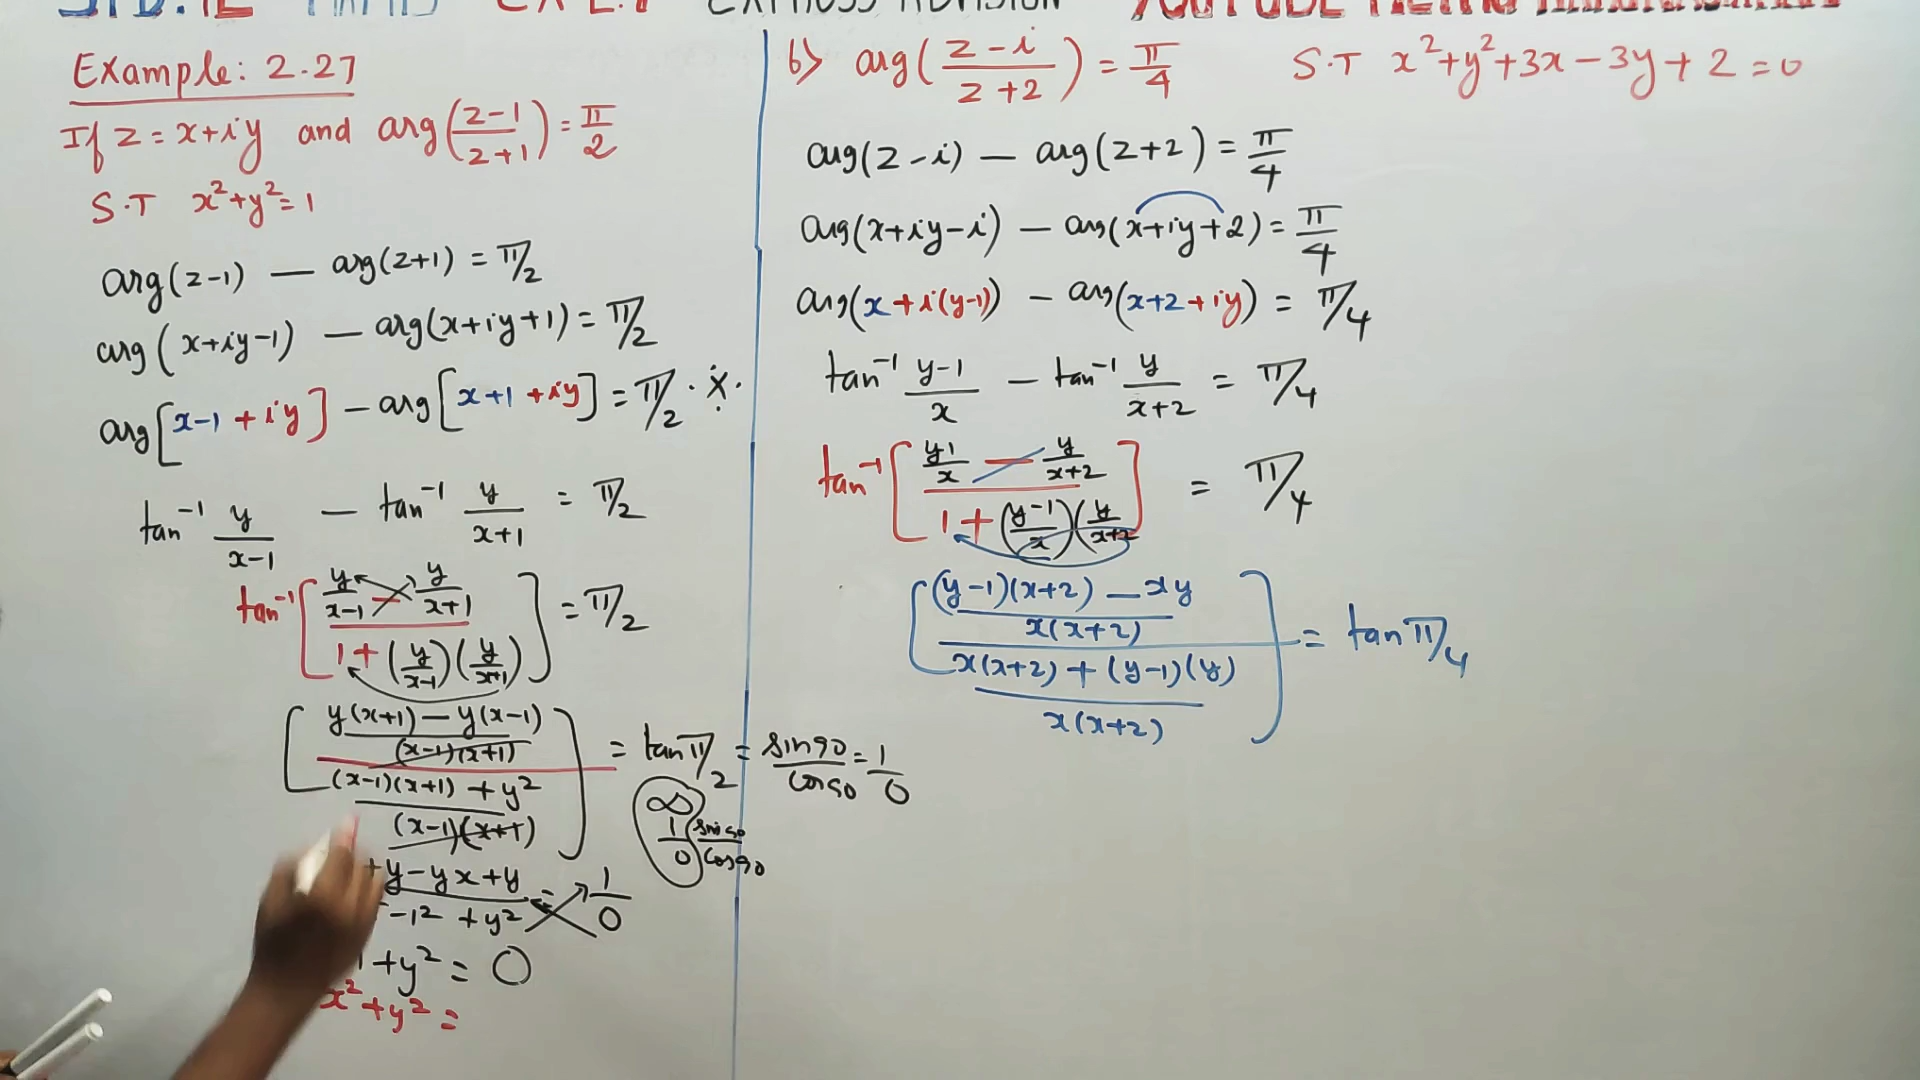 Example: 2.27
If z = x+iy and arg((z-1)/(z+1)) = π/2
S.T x²+y²=1
arg(z-1) — arg(z+1) = π/2
arg(x+iy-1) — arg(x+iy+1) = π/2
arg[x-1+iy] — arg[x+1+iy] = π/2
tan⁻¹ y/(x-1) — tan⁻¹ y/(x+1) = π/2
tan⁻¹[(y/(x-1) - y/(x+1))/(1+(y/(x-1))(y/(x+1)))] = π/2
[((y(x+1)-y(x-1))/((x-1)(x+1)))/(((x-1)(x+1)+y²)/((x-1)(x+1)))] = tan π/2 = sin90/cos90 = 1/0
∞ 1/0 sin90/cos90
+y-yx+y / -1²+y² = 1/0
+y² = 0
x²+y² =
b) arg((z-i)/(z+2)) = π/4 S.T x²+y²+3x-3y+2=0
arg(z-i) — arg(z+2) = π/4
arg(x+iy-i) — arg(x+iy+2) = π/4
arg(x+i(y-1)) - arg(x+2+iy) = π/4
tan⁻¹ (y-1)/x — tan⁻¹ y/(x+2) = π/4
tan⁻¹[(y1/x — y/(x+2))/(1+((y-1)/x)(y/(x+2)))] = π/4
[(((y-1)(x+2)-xy)/(x(x+2)))/((x(x+2)+(y-1)(y))/(x(x+2)))] = tan π/4